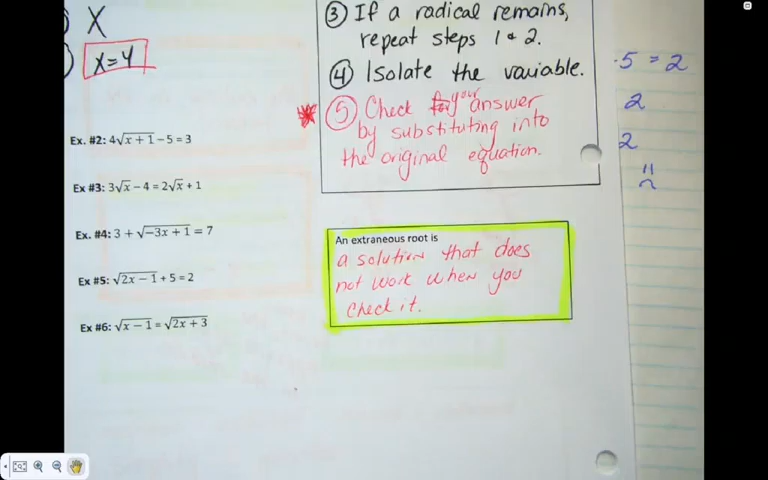 X
x=4
③ If a radical remains,
repeat steps 1 & 2.
④ Isolate the variable.
⑤ Check for your answer
by substituting into
the original equation.
Ex. #2: 4√(x+1) − 5 = 3
Ex #3: 3√x − 4 = 2√x + 1
Ex. #4: 3 + √(−3x+1) = 7
Ex #5: √(2x−1) + 5 = 2
Ex #6: √(x−1) = √(2x+3)
An extraneous root is
a solution that does
not work when you
check it.
·5 = 2
2
2